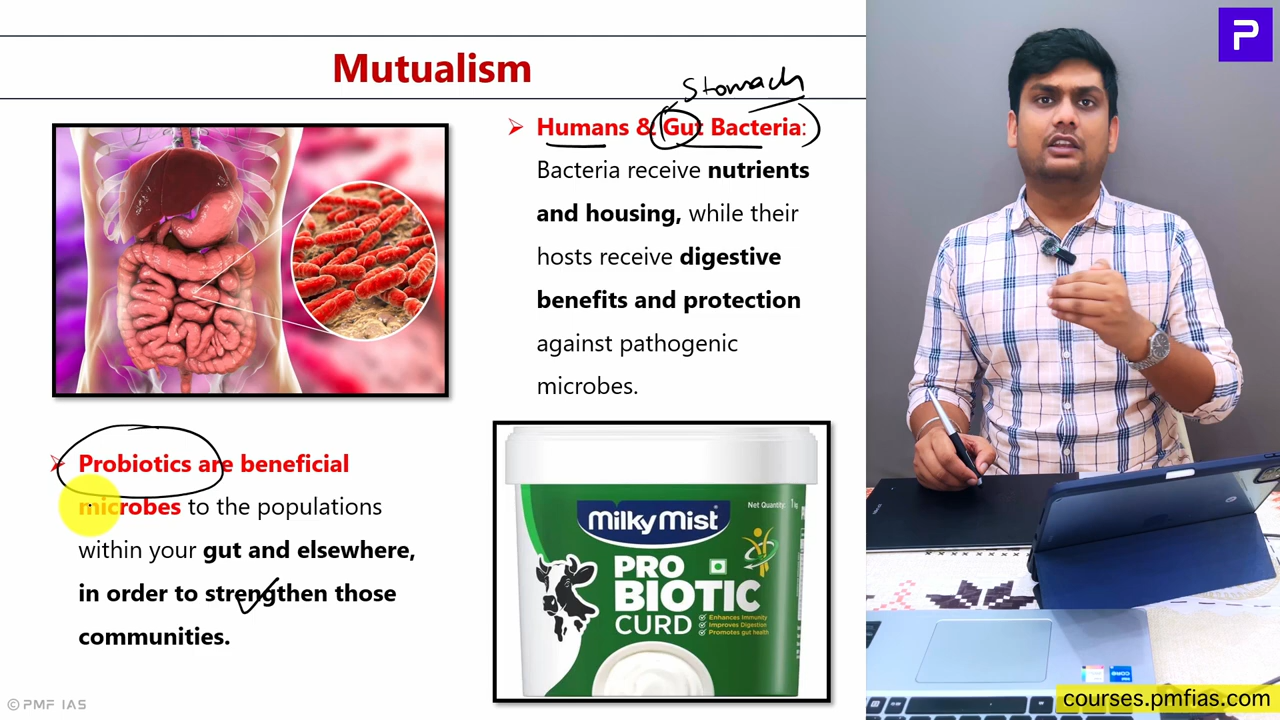 Mutualism
Stomach
➢ Humans & Gut Bacteria:
Bacteria receive nutrients
and housing, while their
hosts receive digestive
benefits and protection
against pathogenic
microbes.
➢ Probiotics are beneficial
microbes to the populations
within your gut and elsewhere,
in order to strengthen those
communities.
Milky Mist
Net Quantity: 1 kg
PRO
BIOTIC
CURD
Enhances Immunity
Improves Digestion
Promotes gut health
P
CORE
© PMF IAS
courses.pmfias.com